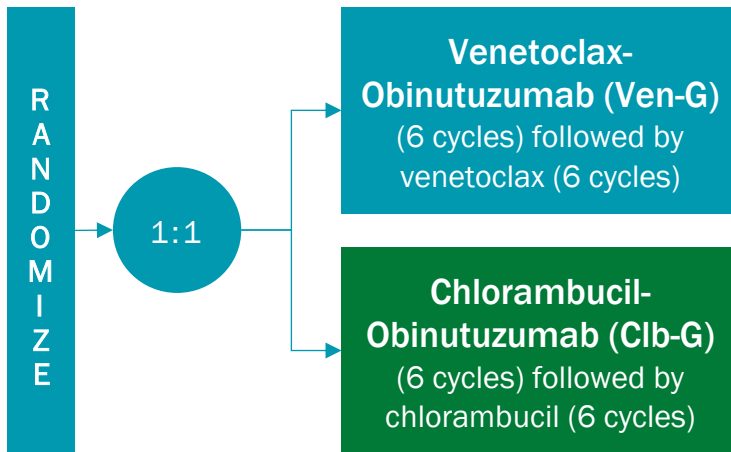 RANDOMIZE
1:1
Venetoclax-
Obinutuzumab (Ven-G)
(6 cycles) followed by
venetoclax (6 cycles)
Chlorambucil-
Obinutuzumab (Clb-G)
(6 cycles) followed by
chlorambucil (6 cycles)